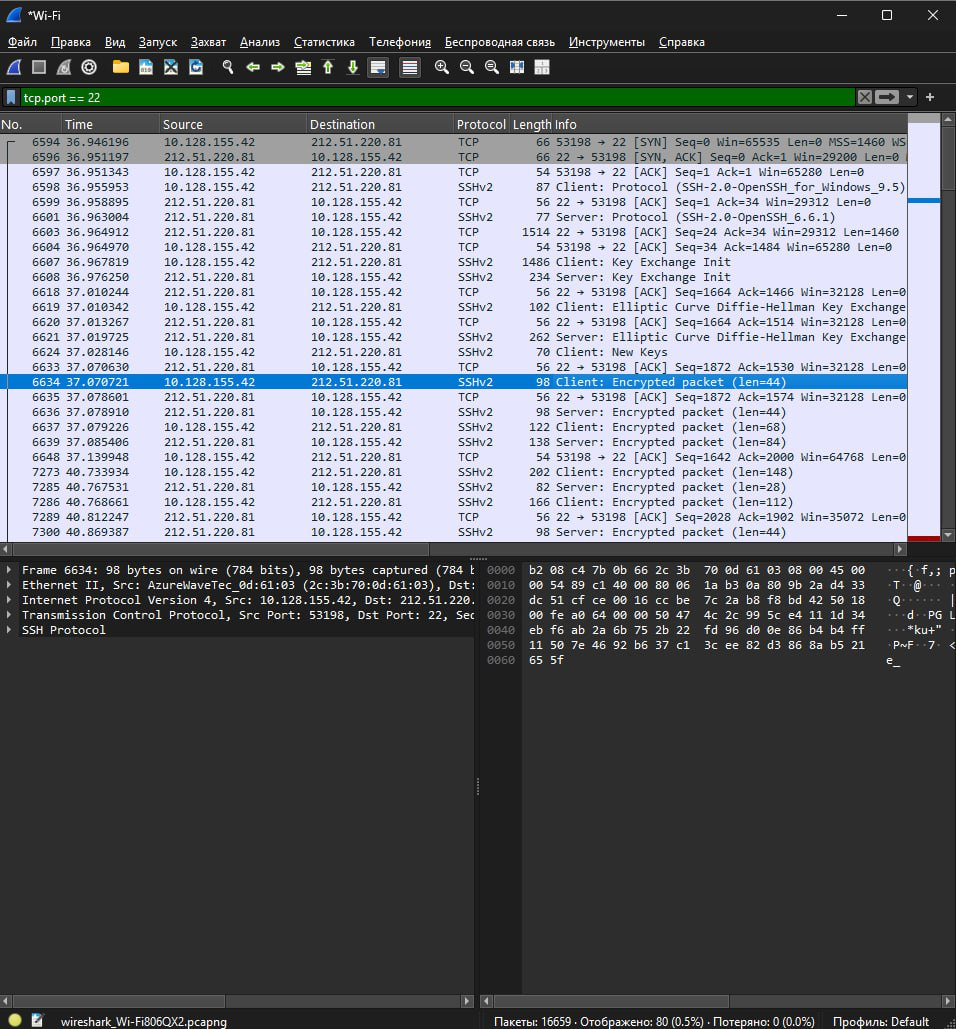 *Wi-Fi
Файл Правка Вид Запуск Захват Анализ Статистика Телефония Беспроводная связь Инструменты Справка
tcp.port == 22
No. Time Source Destination Protocol Length Info
6594 36.946196 10.128.155.42 212.51.220.81 TCP 66 53198 → 22 [SYN] Seq=0 Win=65535 Len=0 MSS=1460 WS
6596 36.951197 212.51.220.81 10.128.155.42 TCP 66 22 → 53198 [SYN, ACK] Seq=0 Ack=1 Win=29200 Len=0
6597 36.951343 10.128.155.42 212.51.220.81 TCP 54 53198 → 22 [ACK] Seq=1 Ack=1 Win=65280 Len=0
6598 36.955953 10.128.155.42 212.51.220.81 SSHv2 87 Client: Protocol (SSH-2.0-OpenSSH_for_Windows_9.5)
6599 36.958895 212.51.220.81 10.128.155.42 TCP 56 22 → 53198 [ACK] Seq=1 Ack=34 Win=29312 Len=0
6601 36.963004 212.51.220.81 10.128.155.42 SSHv2 77 Server: Protocol (SSH-2.0-OpenSSH_6.6.1)
6603 36.964912 212.51.220.81 10.128.155.42 TCP 1514 22 → 53198 [ACK] Seq=24 Ack=34 Win=29312 Len=1460
6604 36.964970 10.128.155.42 212.51.220.81 TCP 54 53198 → 22 [ACK] Seq=34 Ack=1484 Win=65280 Len=0
6607 36.967819 10.128.155.42 212.51.220.81 SSHv2 1486 Client: Key Exchange Init
6608 36.976250 212.51.220.81 10.128.155.42 SSHv2 234 Server: Key Exchange Init
6618 37.010244 212.51.220.81 10.128.155.42 TCP 56 22 → 53198 [ACK] Seq=1664 Ack=1466 Win=32128 Len=0
6619 37.010342 10.128.155.42 212.51.220.81 SSHv2 102 Client: Elliptic Curve Diffie-Hellman Key Exchange
6620 37.013267 212.51.220.81 10.128.155.42 TCP 56 22 → 53198 [ACK] Seq=1664 Ack=1514 Win=32128 Len=0
6621 37.019725 212.51.220.81 10.128.155.42 SSHv2 262 Server: Elliptic Curve Diffie-Hellman Key Exchange
6624 37.028146 10.128.155.42 212.51.220.81 SSHv2 70 Client: New Keys
6633 37.070630 212.51.220.81 10.128.155.42 TCP 56 22 → 53198 [ACK] Seq=1872 Ack=1530 Win=32128 Len=0
6634 37.070721 10.128.155.42 212.51.220.81 SSHv2 98 Client: Encrypted packet (len=44)
6635 37.078601 212.51.220.81 10.128.155.42 TCP 56 22 → 53198 [ACK] Seq=1872 Ack=1574 Win=32128 Len=0
6636 37.078910 212.51.220.81 10.128.155.42 SSHv2 98 Server: Encrypted packet (len=44)
6637 37.079226 10.128.155.42 212.51.220.81 SSHv2 122 Client: Encrypted packet (len=68)
6639 37.085406 212.51.220.81 10.128.155.42 SSHv2 138 Server: Encrypted packet (len=84)
6648 37.139948 10.128.155.42 212.51.220.81 TCP 54 53198 → 22 [ACK] Seq=1642 Ack=2000 Win=64768 Len=0
7273 40.733934 10.128.155.42 212.51.220.81 SSHv2 202 Client: Encrypted packet (len=148)
7285 40.767531 212.51.220.81 10.128.155.42 SSHv2 82 Server: Encrypted packet (len=28)
7286 40.768661 10.128.155.42 212.51.220.81 SSHv2 166 Client: Encrypted packet (len=112)
7289 40.812247 212.51.220.81 10.128.155.42 TCP 56 22 → 53198 [ACK] Seq=2028 Ack=1902 Win=35072 Len=0
7300 40.869387 212.51.220.81 10.128.155.42 SSHv2 98 Server: Encrypted packet (len=44)
Frame 6634: 98 bytes on wire (784 bits), 98 bytes captured (784 b
Ethernet II, Src: AzureWaveTec_0d:61:03 (2c:3b:70:0d:61:03), Dst:
Internet Protocol Version 4, Src: 10.128.155.42, Dst: 212.51.220.
Transmission Control Protocol, Src Port: 53198, Dst Port: 22, Sec
SSH Protocol
0000 b2 08 c4 7b 0b 66 2c 3b 70 0d 61 03 08 00 45 00 ···{·f,; p
0010 00 54 89 c1 40 00 80 06 1a b3 0a 80 9b 2a d4 33 ·T··@···
0020 dc 51 cf ce 00 16 cc be 7c 2a b8 f8 bd 42 50 18 ·Q······ |
0030 00 fe a0 64 00 00 50 47 4c 2c 99 5c e4 11 1d 34 ···d··PG L
0040 eb f6 ab 2a 6b 75 2b 22 fd 96 d0 0e 86 b4 b4 ff ···*ku+" ·
0050 11 50 7e 46 92 b6 37 c1 3c ee 82 d3 86 8a b5 21 ·P~F··7· <
0060 65 5f e_
wireshark_Wi-Fi806QX2.pcapng Пакеты: 16659 · Отображено: 80 (0.5%) · Потеряно: 0 (0.0%) Профиль: Default